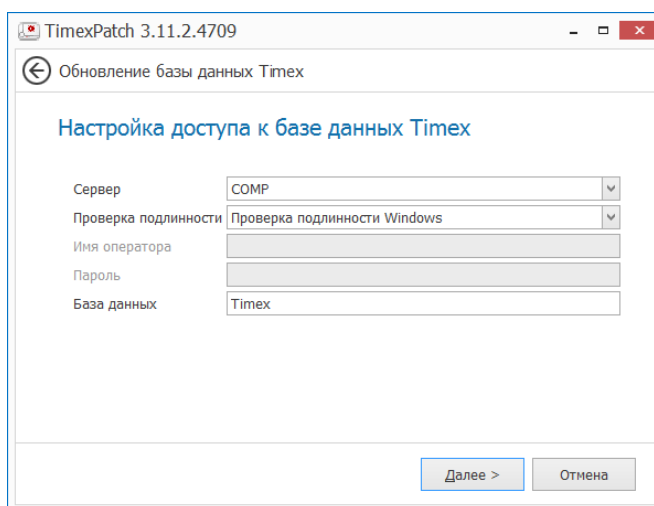 TimexPatch 3.11.2.4709
Обновление базы данных Timex
Настройка доступа к базе данных Timex
Сервер COMP
Проверка подлинности Проверка подлинности Windows
Имя оператора
Пароль
База данных Timex
Далее > Отмена